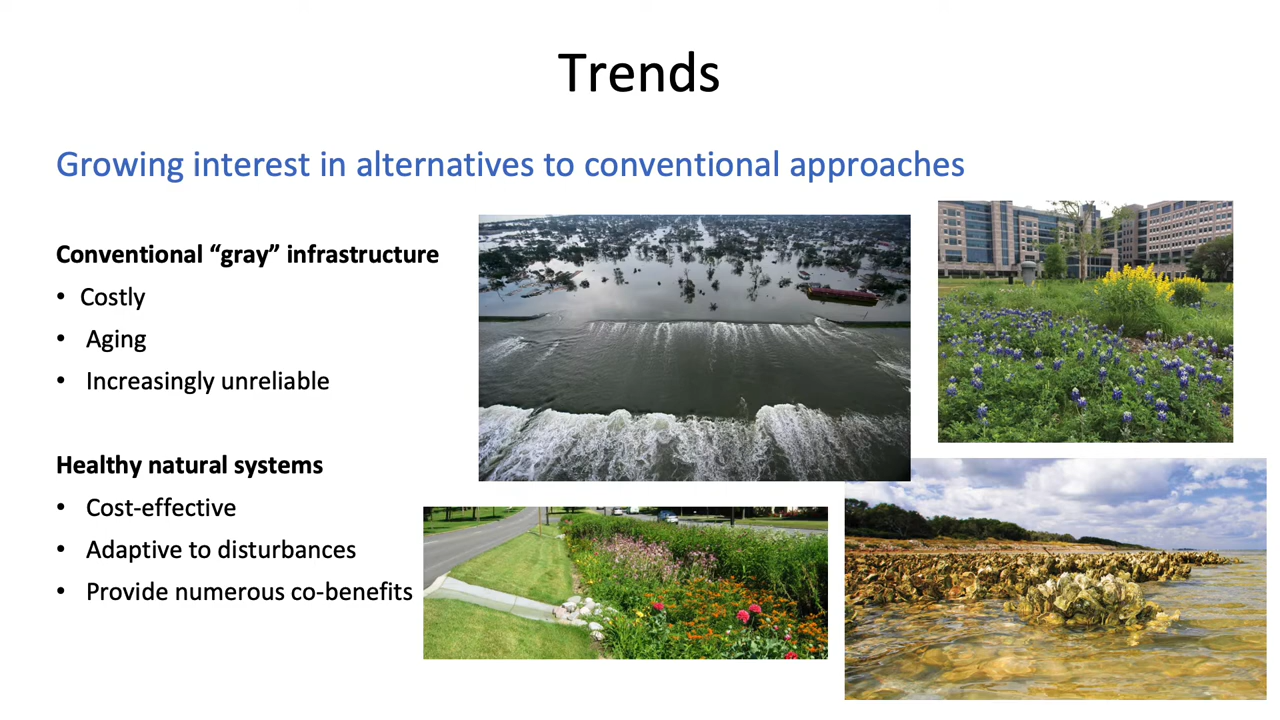 Trends
Growing interest in alternatives to conventional approaches
Conventional “gray” infrastructure
• Costly
• Aging
• Increasingly unreliable
Healthy natural systems
• Cost-effective
• Adaptive to disturbances
• Provide numerous co-benefits